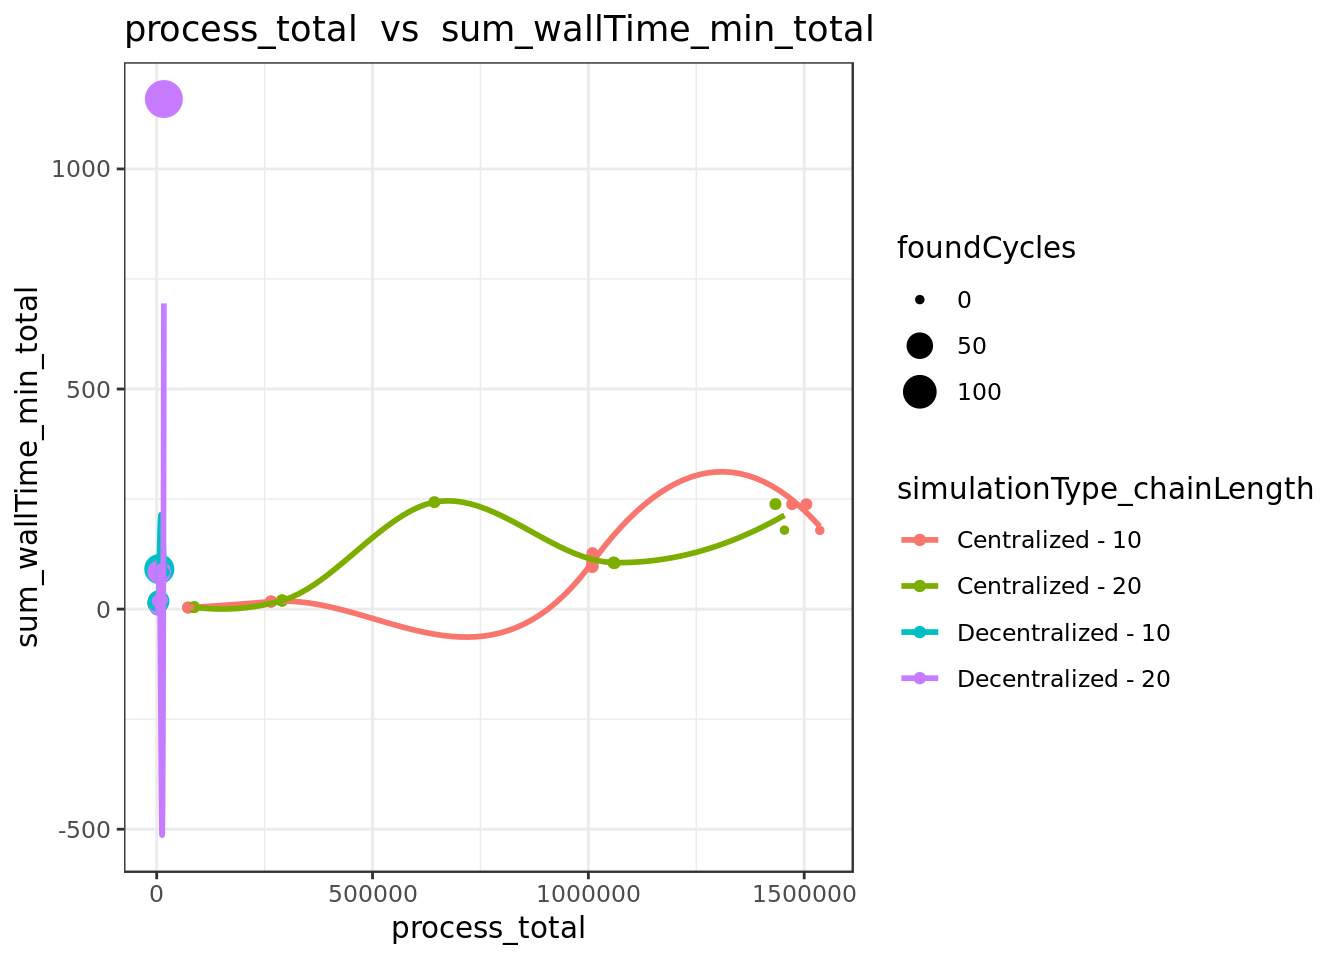 process_total vs sum_wallTime_min_total
sum_wallTime_min_total
1000
500
0
-500
0 500000 1000000 1500000
process_total
foundCycles
0
50
100
simulationType_chainLength
Centralized - 10
Centralized - 20
Decentralized - 10
Decentralized - 20